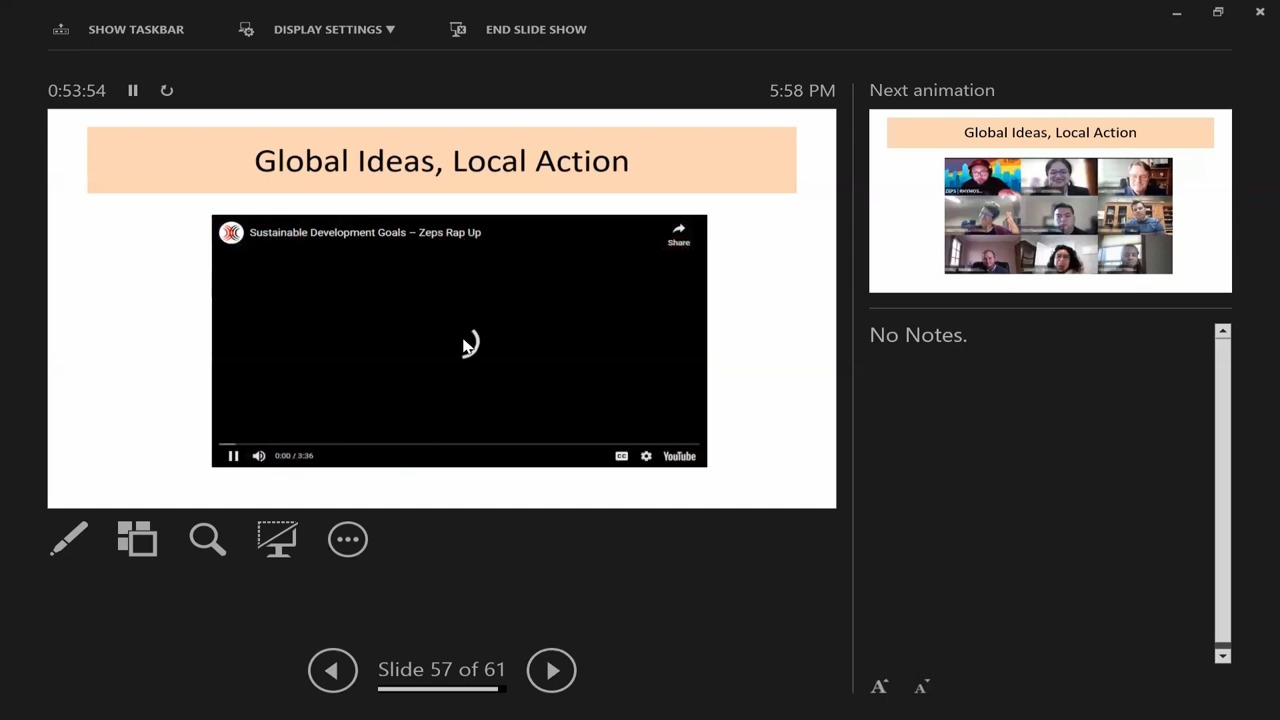 SHOW TASKBAR
DISPLAY SETTINGS ▼
END SLIDE SHOW
0:53:54
5:58 PM
Next animation
Global Ideas, Local Action
Sustainable Development Goals – Zeps Rap Up
Share
0:00 / 3:36
CC
YouTube
Global Ideas, Local Action
No Notes.
Slide 57 of 61
A
A